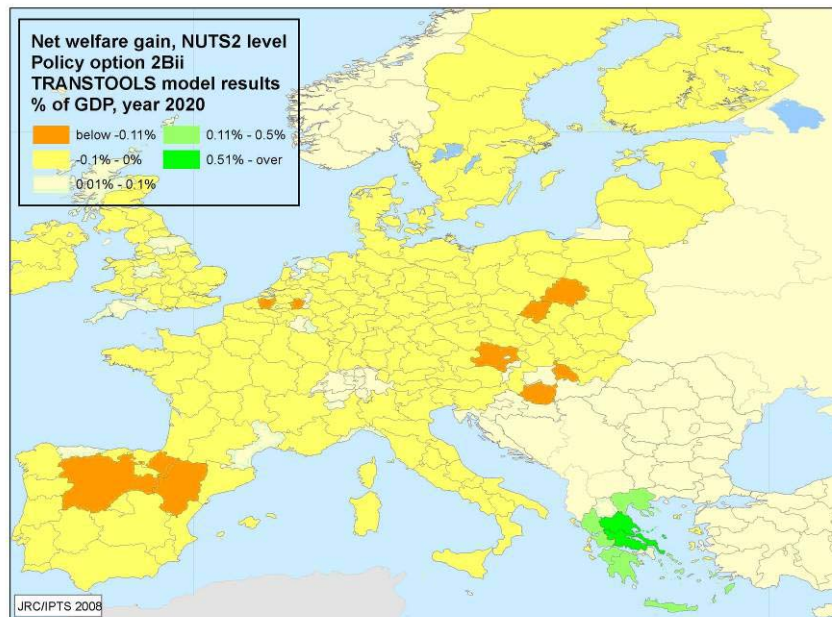 Net welfare gain, NUTS2 level
Policy option 2Bii
TRANSTOOLS model results
% of GDP, year 2020
below -0.11% 0.11% - 0.5%
-0.1% - 0% 0.51% - over
0.01% - 0.1%
JRC/IPTS 2008